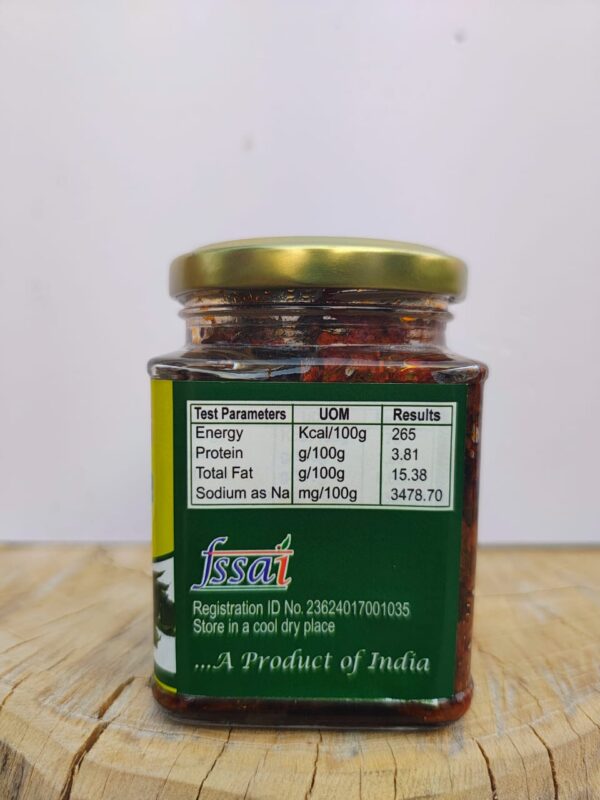 Test Parameters UOM Results
Energy Kcal/100g 265
Protein g/100g 3.81
Total Fat g/100g 15.38
Sodium as Na mg/100g 3478.70
fssai
Registration ID No. 23624017001035
Store in a cool dry place
...A Product of India